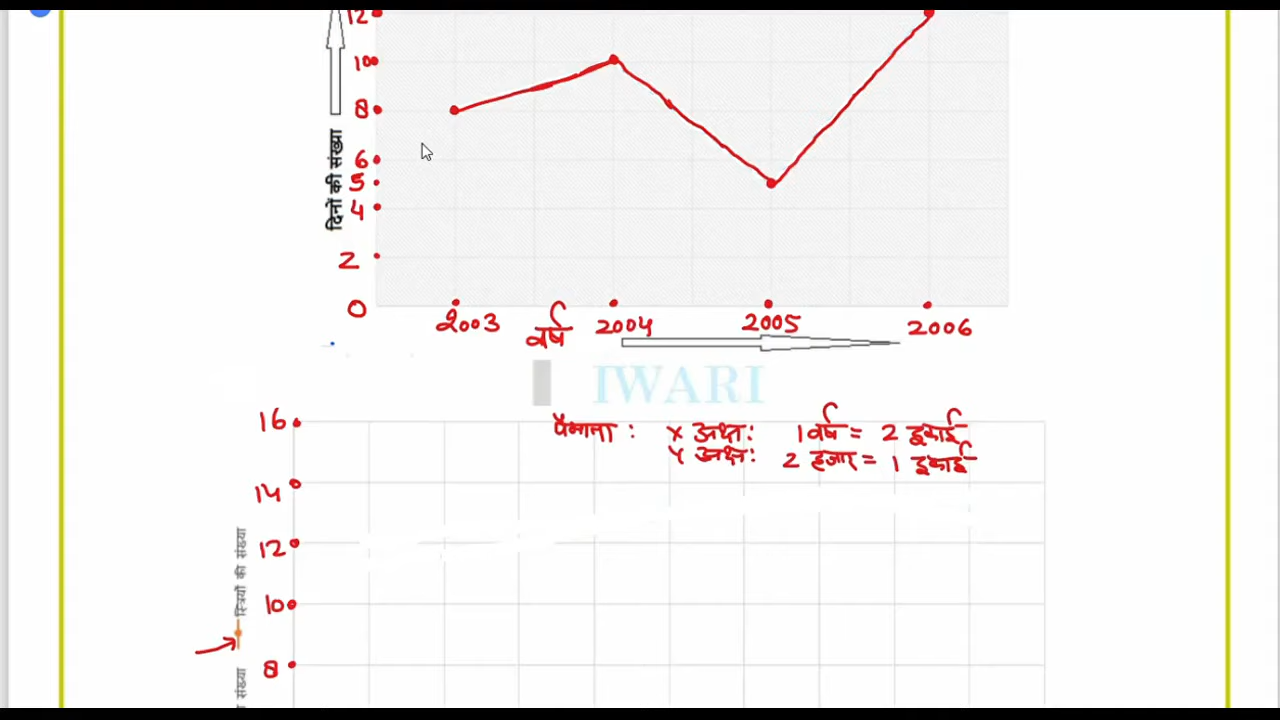 12
10
8
6
5
4
2
0
दिनों की संख्या
2003 2004 2005 2006
वर्ष
IWARI
पैमाना : x अक्ष: 1 वर्ष = 2 इकाई
y अक्ष: 2 हजार = 1 इकाई
16
14
12
10
8
स्त्रियों की संख्या
संख्या